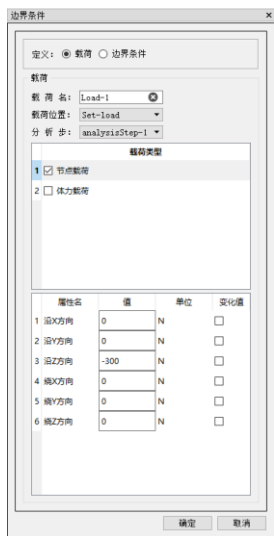 边界条件
定义: 载荷 边界条件
载荷
载 荷 名: Load-1
载荷位置: Set-load
分 析 步: analysisStep-1
载荷类型
1 节点载荷
2 体力载荷
属性名 值 单位 变化值
1 沿X方向 0 N
2 沿Y方向 0 N
3 沿Z方向 -300 N
4 绕X方向 0 N
5 绕Y方向 0 N
6 绕Z方向 0 N
确定 取消